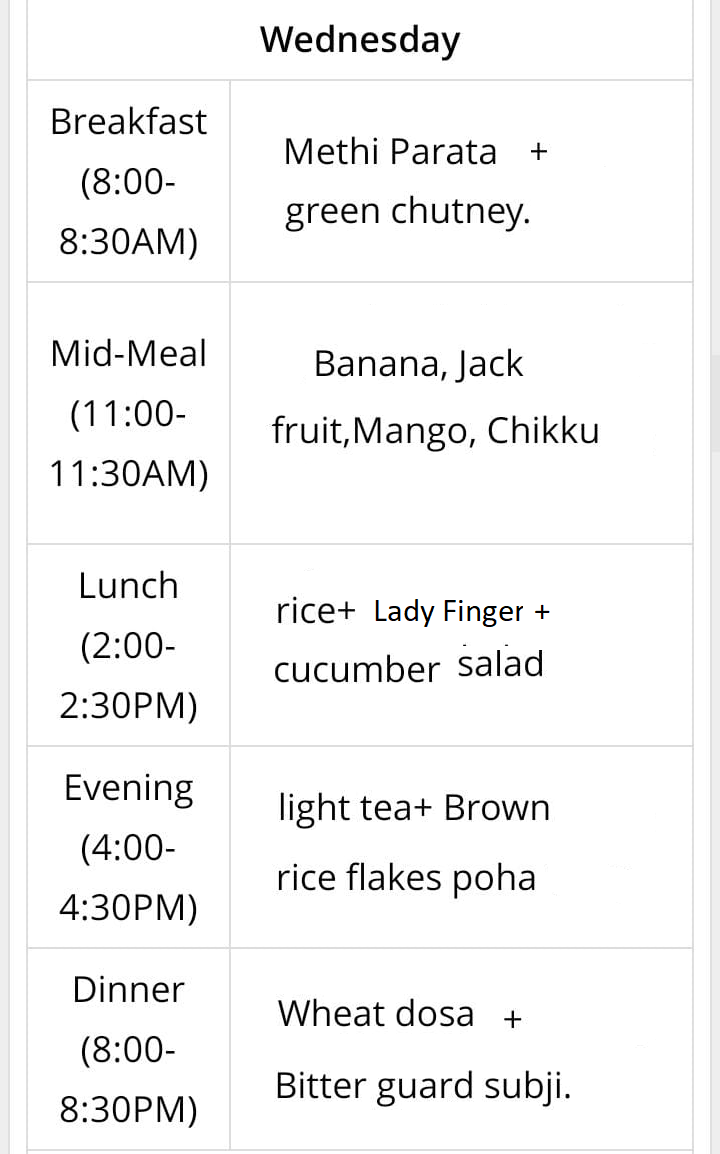 Wednesday
Breakfast
(8:00-
8:30AM)
Methi Parata +
green chutney.
Mid-Meal
(11:00-
11:30AM)
Banana, Jack
fruit,Mango, Chikku
Lunch
(2:00-
2:30PM)
rice+ Lady Finger +
cucumber salad
Evening
(4:00-
4:30PM)
light tea+ Brown
rice flakes poha
Dinner
(8:00-
8:30PM)
Wheat dosa +
Bitter guard subji.